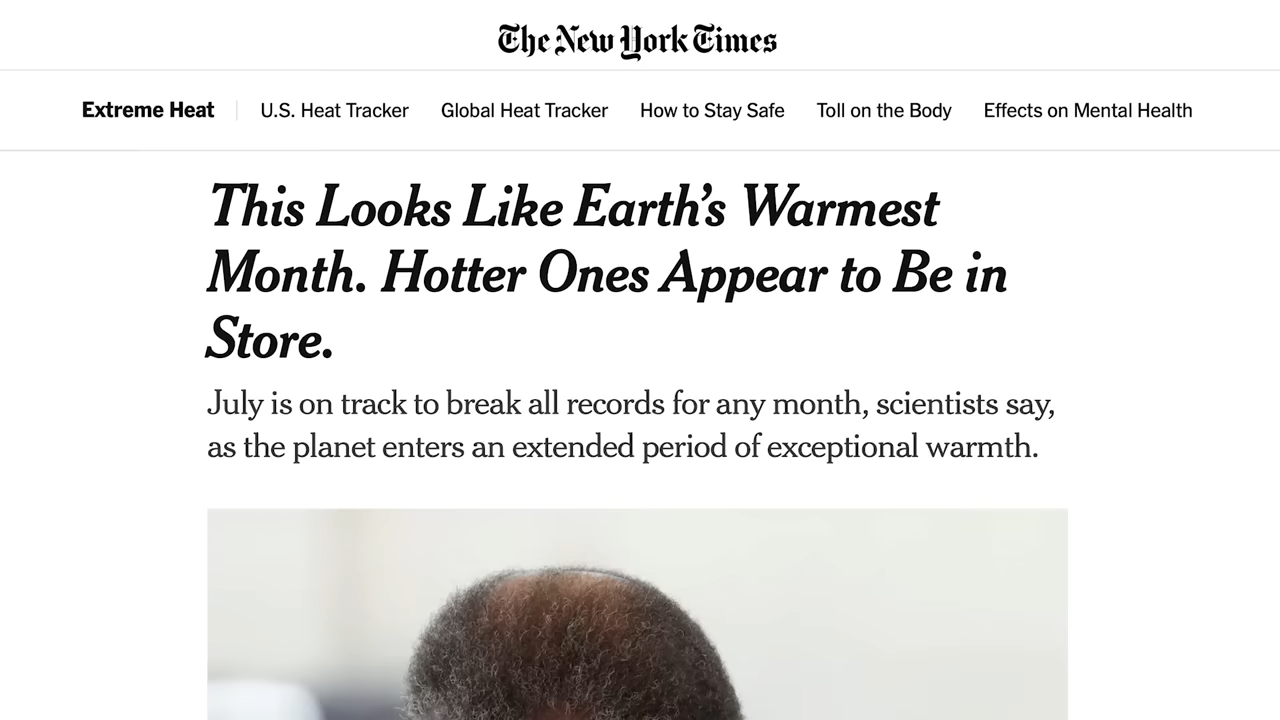 The New York Times
Extreme Heat U.S. Heat Tracker Global Heat Tracker How to Stay Safe Toll on the Body Effects on Mental Health
This Looks Like Earth’s Warmest
Month. Hotter Ones Appear to Be in
Store.
July is on track to break all records for any month, scientists say,
as the planet enters an extended period of exceptional warmth.